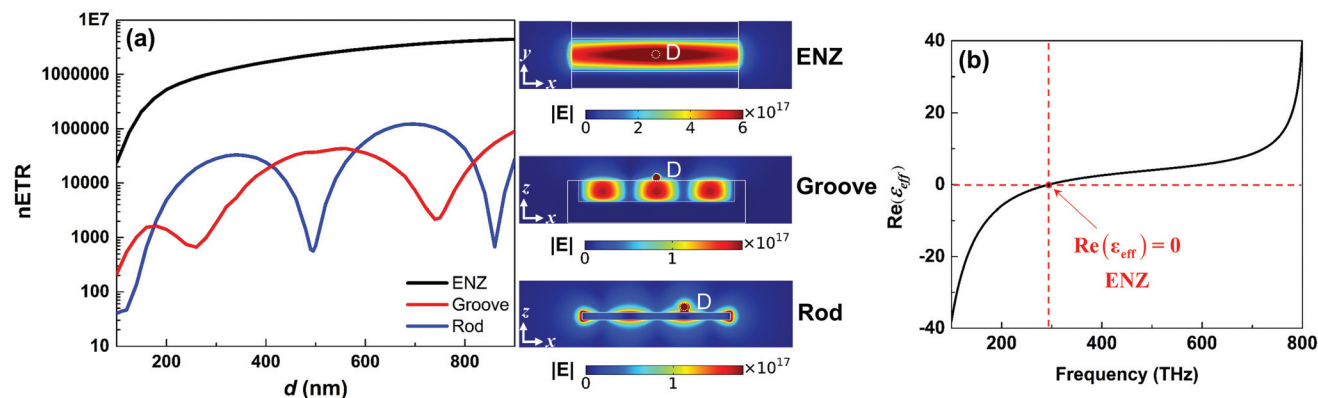 (a)
1E7
1000000
100000
10000
1000
100
10
nETR
200
400
600
800
d (nm)
ENZ
Groove
Rod
y
x
D
ENZ
|E|
×10¹⁷
0
2
4
6
z
x
D
Groove
|E|
×10¹⁷
0
1
z
x
D
Rod
|E|
×10¹⁷
0
1
(b)
40
20
0
-20
-40
Re(εeff)
Re(εeff) = 0
ENZ
200
400
600
800
Frequency (THz)